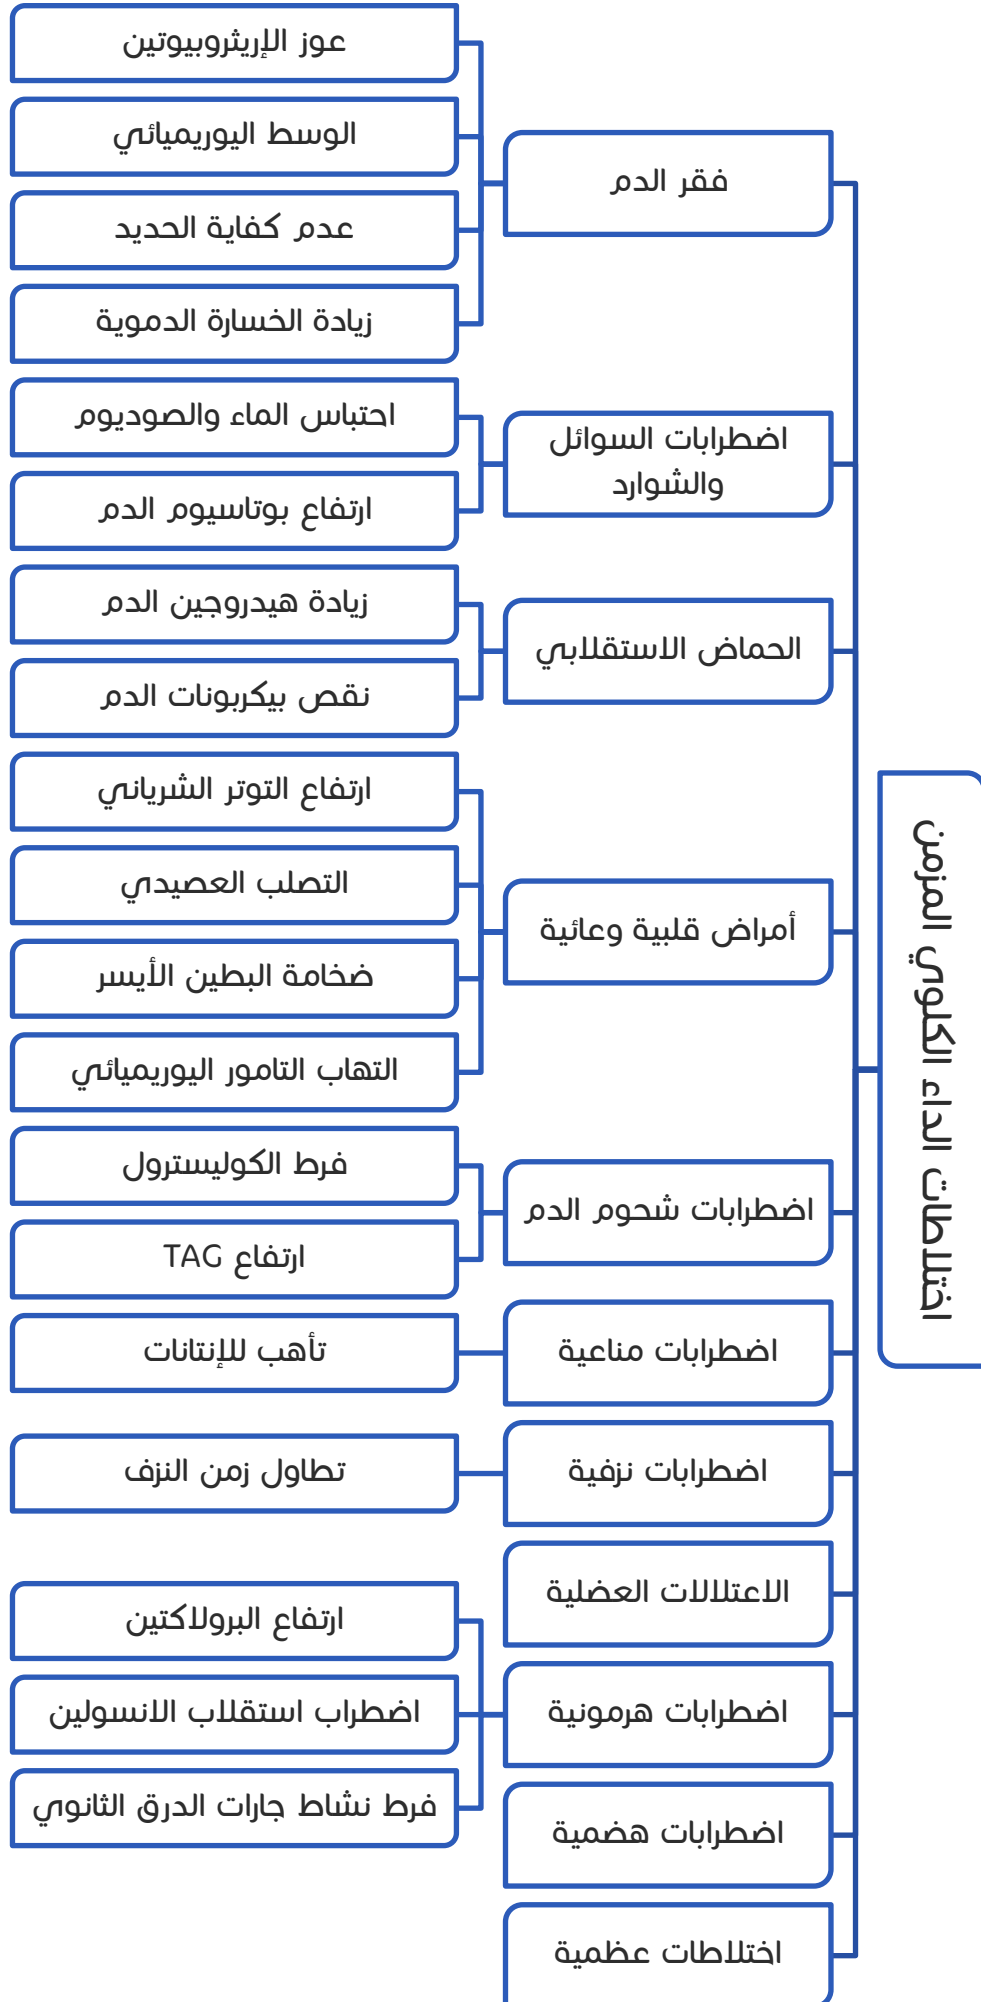 اختلاطات الداء الكلوي المزمن
فقر الدم
عوز الإريثروبيوتين
الوسط اليوريميائي
عدم كفاية الحديد
زيادة الخسارة الدموية
اضطرابات السوائل
والشوارد
احتباس الماء والصوديوم
ارتفاع بوتاسيوم الدم
الحماض الاستقلابي
زيادة هيدروجين الدم
نقص بيكربونات الدم
أمراض قلبية وعائية
ارتفاع التوتر الشرياني
التصلب العصيدي
ضخامة البطين الأيسر
التهاب التامور اليوريميائي
اضطرابات شحوم الدم
فرط الكوليسترول
ارتفاع TAG
اضطرابات مناعية
تأهب للإنتانات
اضطرابات نزفية
تطاول زمن النزف
الاعتلالات العضلية
اضطرابات هرمونية
ارتفاع البرولاكتين
اضطراب استقلاب الانسولين
فرط نشاط جارات الدرق الثانوي
اضطرابات هضمية
اختلاطات عظمية